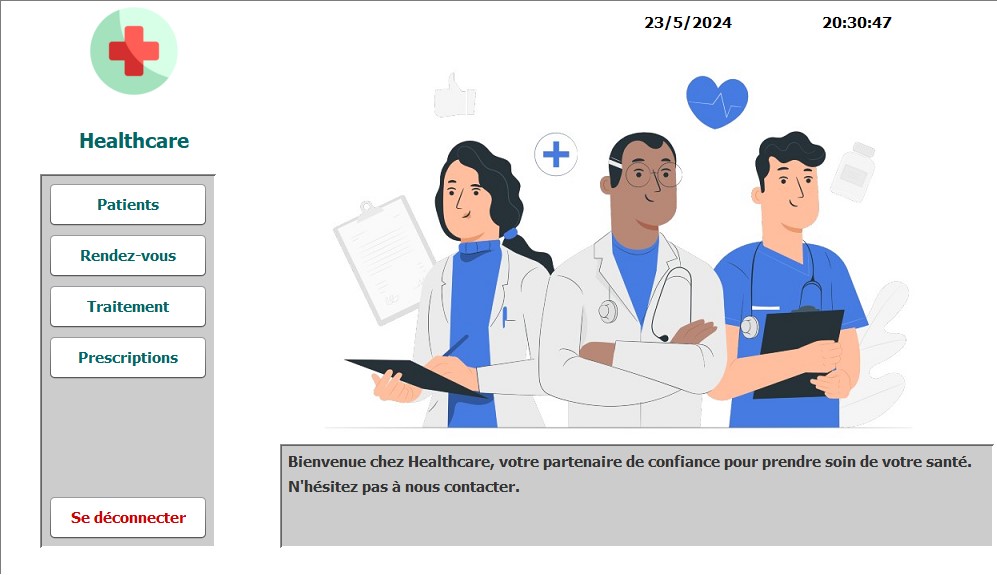 23/5/2024 20:30:47
Healthcare
Patients
Rendez-vous
Traitement
Prescriptions
Se déconnecter
Bienvenue chez Healthcare, votre partenaire de confiance pour prendre soin de votre santé.
N'hésitez pas à nous contacter.